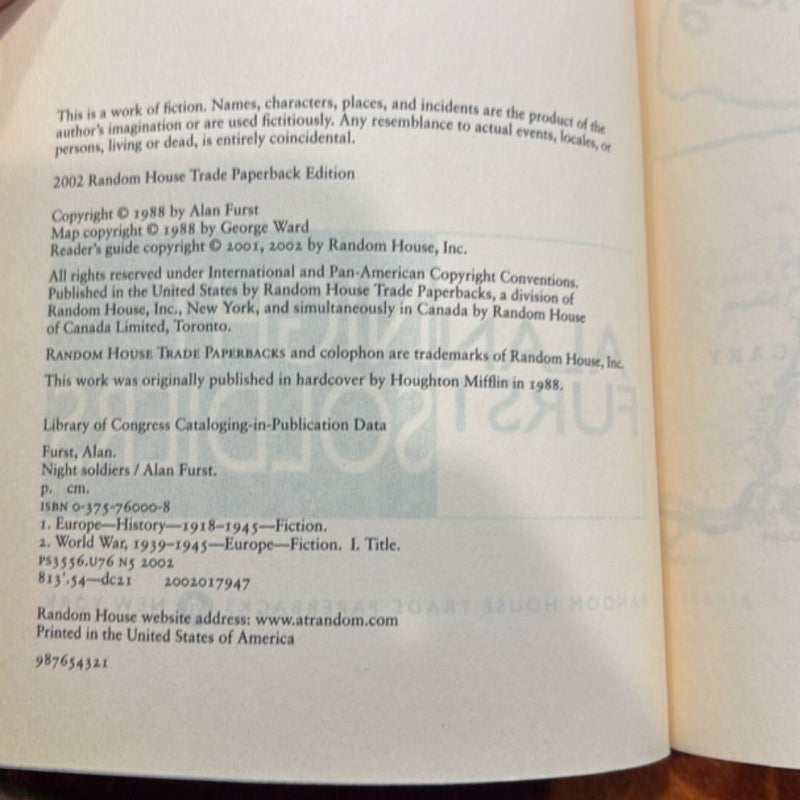 This is a work of fiction. Names, characters, places, and incidents are the product of the
author's imagination or are used fictitiously. Any resemblance to actual events, locales, or
persons, living or dead, is entirely coincidental.
2002 Random House Trade Paperback Edition
Copyright © 1988 by Alan Furst
Map copyright © 1988 by George Ward
Reader's guide copyright © 2001, 2002 by Random House, Inc.
All rights reserved under International and Pan-American Copyright Conventions.
Published in the United States by Random House Trade Paperbacks, a division of
Random House, Inc., New York, and simultaneously in Canada by Random House
of Canada Limited, Toronto.
RANDOM HOUSE TRADE PAPERBACKS and colophon are trademarks of Random House, Inc.
This work was originally published in hardcover by Houghton Mifflin in 1988.
Library of Congress Cataloging-in-Publication Data
Furst, Alan.
Night soldiers / Alan Furst.
p. cm.
ISBN 0-375-76000-8
1. Europe—History—1918–1945—Fiction.
2. World War, 1939–1945—Europe—Fiction. I. Title.
PS3556.U76 N5 2002
813'.54—dc21 2002017947
Random House website address: www.atrandom.com
Printed in the United States of America
987654321